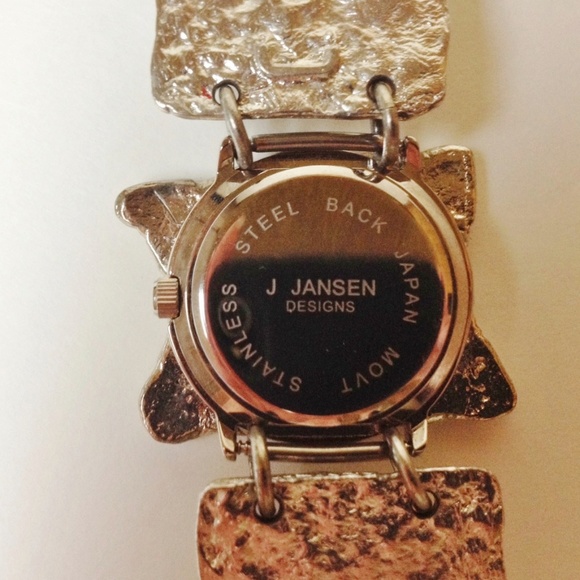 STAINLESS STEEL BACK JAPAN MOVT
J JANSEN
DESIGNS